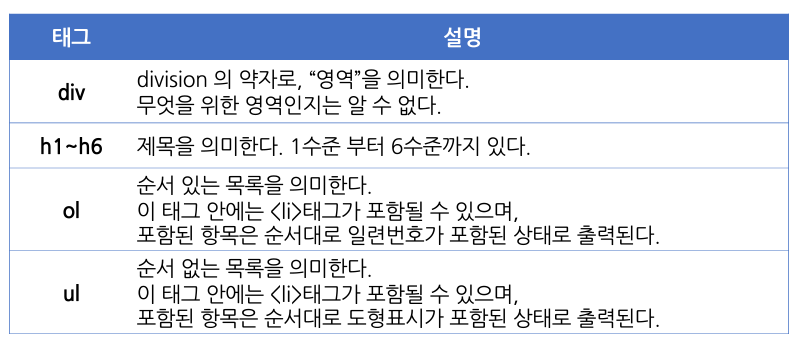 태그 설명
div
division 의 약자로, “영역”을 의미한다.
무엇을 위한 영역인지는 알 수 없다.
h1~h6 제목을 의미한다. 1수준 부터 6수준까지 있다.
ol
순서 있는 목록을 의미한다.
이 태그 안에는 <li>태그가 포함될 수 있으며,
포함된 항목은 순서대로 일련번호가 포함된 상태로 출력된다.
ul
순서 없는 목록을 의미한다.
이 태그 안에는 <li>태그가 포함될 수 있으며,
포함된 항목은 순서대로 도형표시가 포함된 상태로 출력된다.